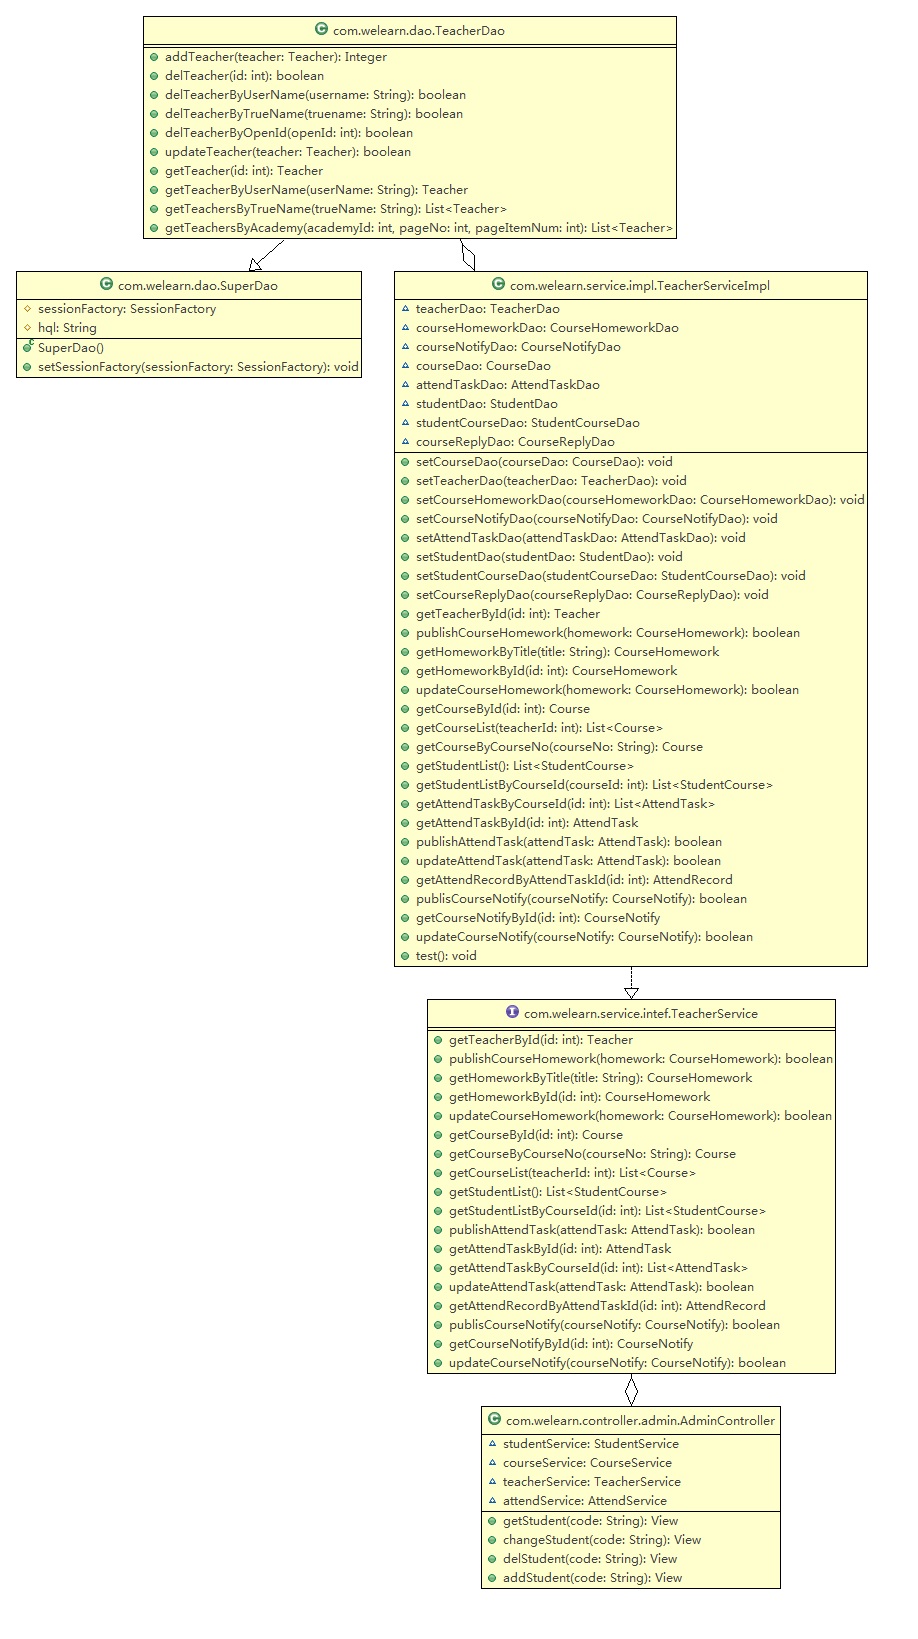 com.welearn.dao.TeacherDao
addTeacher(teacher: Teacher): Integer
delTeacher(id: int): boolean
delTeacherByUserName(username: String): boolean
delTeacherByTrueName(truename: String): boolean
delTeacherByOpenId(openId: int): boolean
updateTeacher(teacher: Teacher): boolean
getTeacher(id: int): Teacher
getTeacherByUserName(userName: String): Teacher
getTeachersByTrueName(trueName: String): List<Teacher>
getTeachersByAcademy(academyId: int, pageNo: int, pageItemNum: int): List<Teacher>
com.welearn.dao.SuperDao
sessionFactory: SessionFactory
hql: String
SuperDao()
setSessionFactory(sessionFactory: SessionFactory): void
com.welearn.service.impl.TeacherServiceImpl
teacherDao: TeacherDao
courseHomeworkDao: CourseHomeworkDao
courseNotifyDao: CourseNotifyDao
courseDao: CourseDao
attendTaskDao: AttendTaskDao
studentDao: StudentDao
studentCourseDao: StudentCourseDao
courseReplyDao: CourseReplyDao
setCourseDao(courseDao: CourseDao): void
setTeacherDao(teacherDao: TeacherDao): void
setCourseHomeworkDao(courseHomeworkDao: CourseHomeworkDao): void
setCourseNotifyDao(courseNotifyDao: CourseNotifyDao): void
setAttendTaskDao(attendTaskDao: AttendTaskDao): void
setStudentDao(studentDao: StudentDao): void
setStudentCourseDao(studentCourseDao: StudentCourseDao): void
setCourseReplyDao(courseReplyDao: CourseReplyDao): void
getTeacherById(id: int): Teacher
publishCourseHomework(homework: CourseHomework): boolean
getHomeworkByTitle(title: String): CourseHomework
getHomeworkById(id: int): CourseHomework
updateCourseHomework(homework: CourseHomework): boolean
getCourseById(id: int): Course
getCourseList(teacherId: int): List<Course>
getCourseByCourseNo(courseNo: String): Course
getStudentList(): List<StudentCourse>
getStudentListByCourseId(courseId: int): List<StudentCourse>
getAttendTaskByCourseId(id: int): List<AttendTask>
getAttendTaskById(id: int): AttendTask
publishAttendTask(attendTask: AttendTask): boolean
updateAttendTask(attendTask: AttendTask): boolean
getAttendRecordByAttendTaskId(id: int): AttendRecord
publisCourseNotify(courseNotify: CourseNotify): boolean
getCourseNotifyById(id: int): CourseNotify
updateCourseNotify(courseNotify: CourseNotify): boolean
test(): void
com.welearn.service.intef.TeacherService
getTeacherById(id: int): Teacher
publishCourseHomework(homework: CourseHomework): boolean
getHomeworkByTitle(title: String): CourseHomework
getHomeworkById(id: int): CourseHomework
updateCourseHomework(homework: CourseHomework): boolean
getCourseById(id: int): Course
getCourseByCourseNo(courseNo: String): Course
getCourseList(teacherId: int): List<Course>
getStudentList(): List<StudentCourse>
getStudentListByCourseId(id: int): List<StudentCourse>
publishAttendTask(attendTask: AttendTask): boolean
getAttendTaskById(id: int): AttendTask
getAttendTaskByCourseId(id: int): List<AttendTask>
updateAttendTask(attendTask: AttendTask): boolean
getAttendRecordByAttendTaskId(id: int): AttendRecord
publisCourseNotify(courseNotify: CourseNotify): boolean
getCourseNotifyById(id: int): CourseNotify
updateCourseNotify(courseNotify: CourseNotify): boolean
com.welearn.controller.admin.AdminController
studentService: StudentService
courseService: CourseService
teacherService: TeacherService
attendService: AttendService
getStudent(code: String): View
changeStudent(code: String): View
delStudent(code: String): View
addStudent(code: String): View